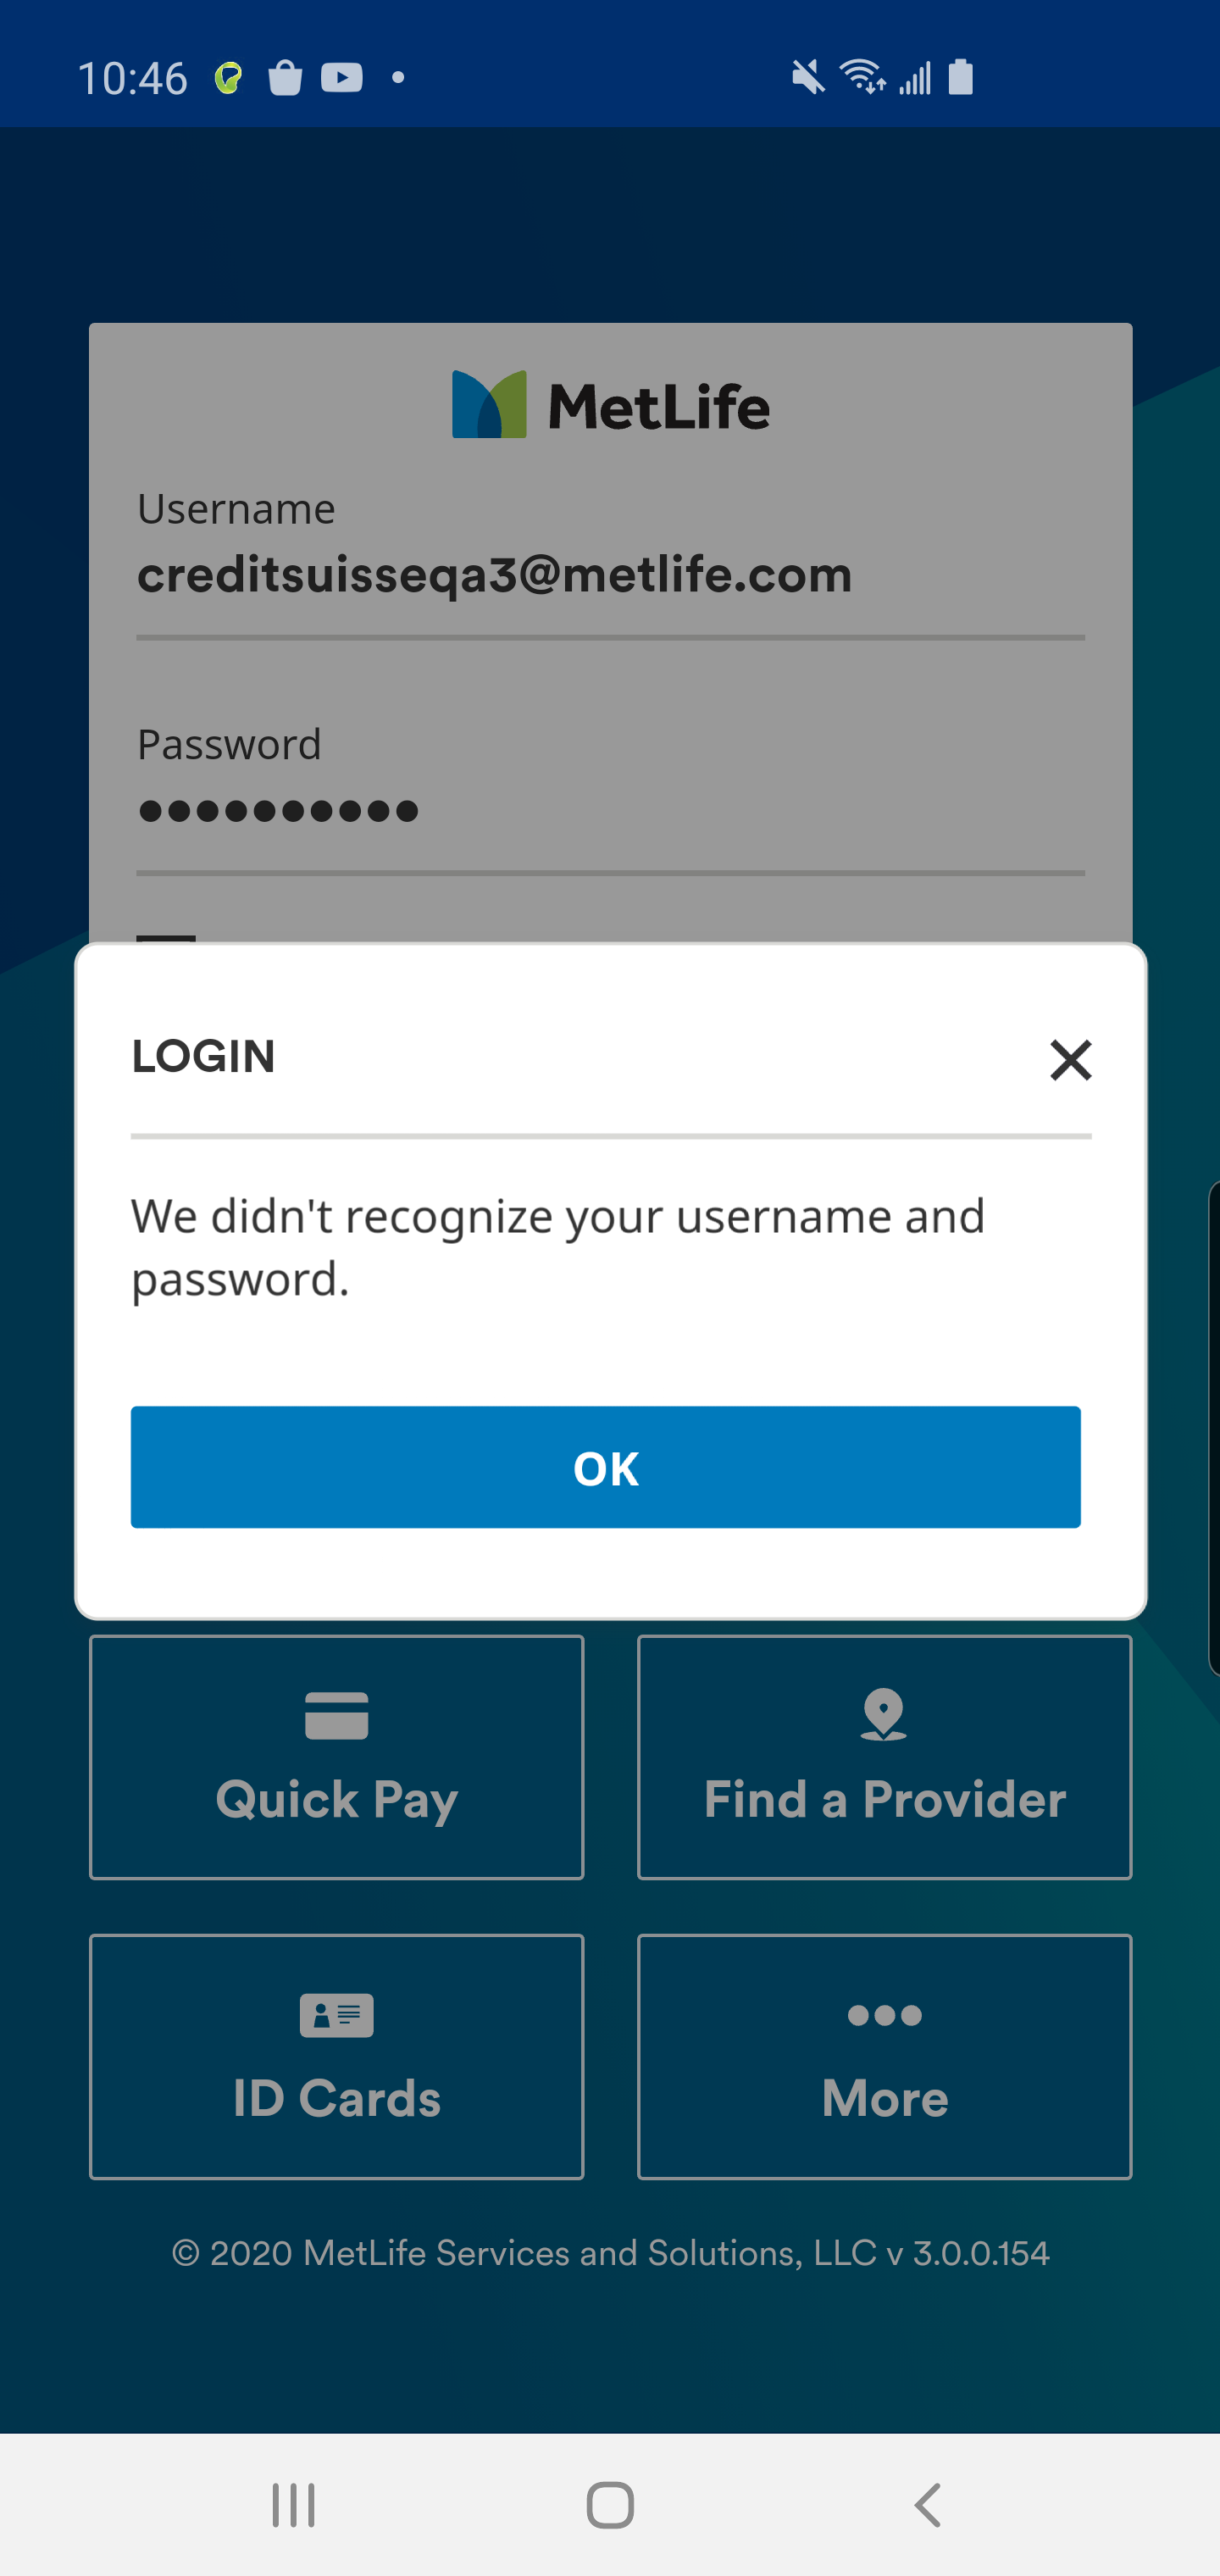 10:46
MetLife
Username
creditsuisseqa3@metlife.com
Password
••••••••••
LOGIN
We didn't recognize your username and
password.
OK
Quick Pay
Find a Provider
ID Cards
More
© 2020 MetLife Services and Solutions, LLC v 3.0.0.154